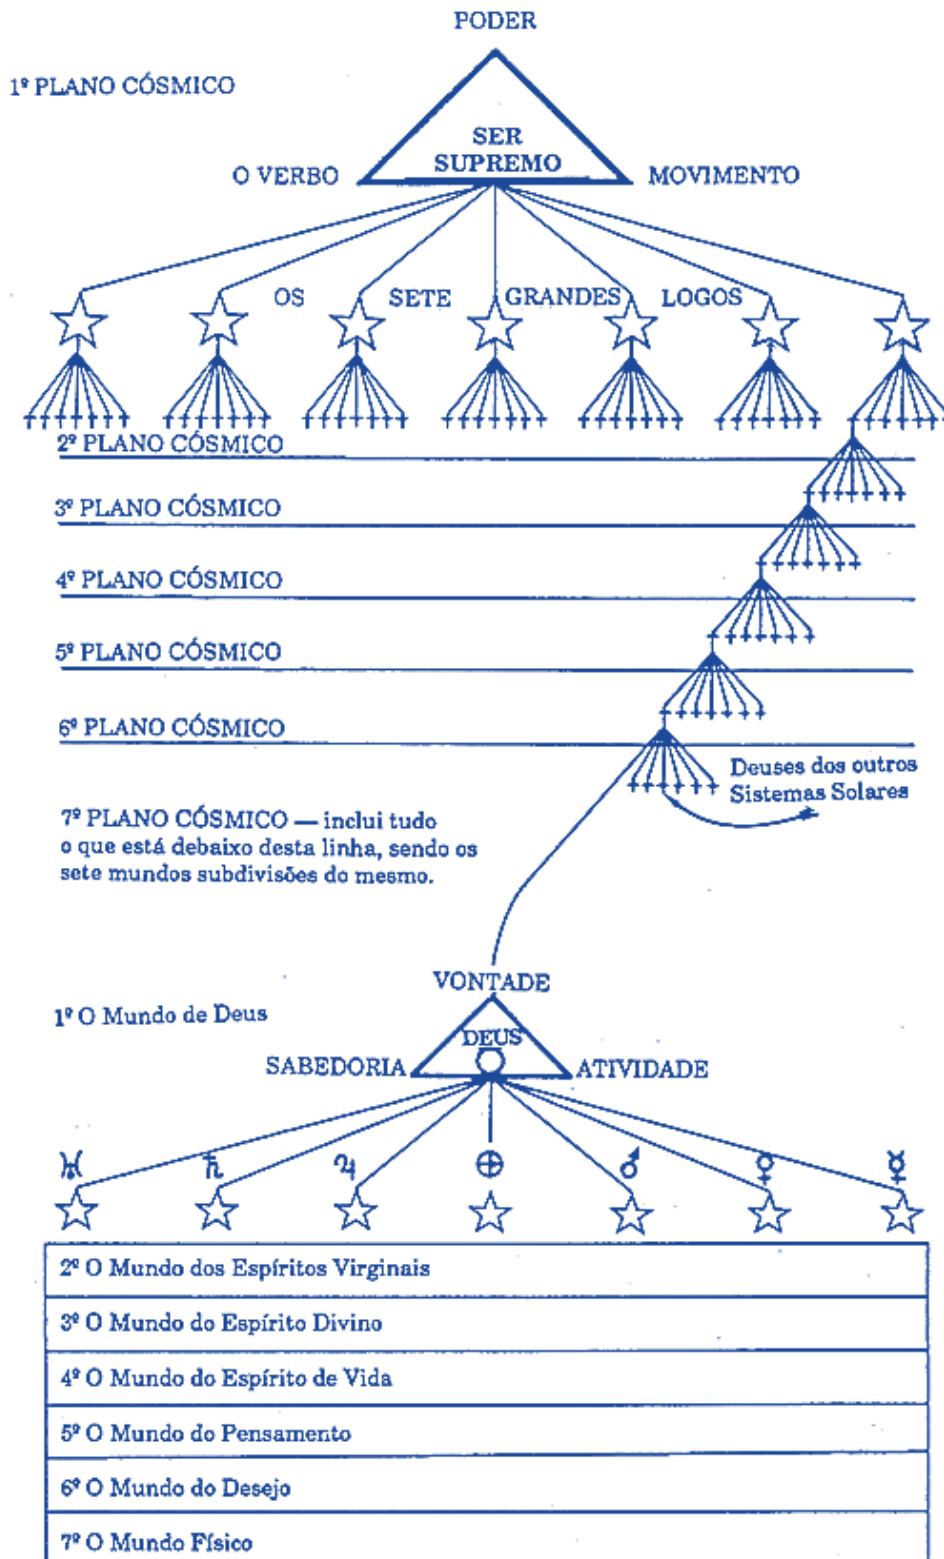 PODER
1º PLANO CÓSMICO
SER
SUPREMO
O VERBO
MOVIMENTO
OS SETE GRANDES LOGOS
2º PLANO CÓSMICO
3º PLANO CÓSMICO
4º PLANO CÓSMICO
5º PLANO CÓSMICO
6º PLANO CÓSMICO
Deuses dos outros
Sistemas Solares
7º PLANO CÓSMICO — inclui tudo
o que está debaixo desta linha, sendo os
sete mundos subdivisões do mesmo.
VONTADE
1º O Mundo de Deus
DEUS
SABEDORIA
ATIVIDADE
♅ ♄ ♃ ⊕ ♂ ♀ ☿
2º O Mundo dos Espíritos Virginais
3º O Mundo do Espírito Divino
4º O Mundo do Espírito de Vida
5º O Mundo do Pensamento
6º O Mundo do Desejo
7º O Mundo Físico